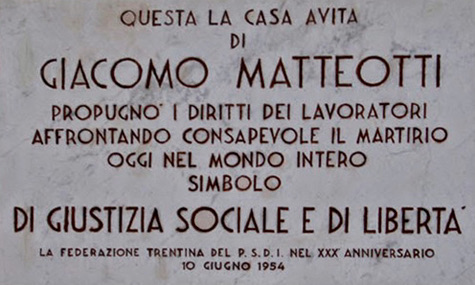 QUESTA LA CASA AVITA
DI
GIACOMO MATTEOTTI
PROPUGNO' I DIRITTI DEI LAVORATORI
AFFRONTANDO CONSAPEVOLE IL MARTIRIO
OGGI NEL MONDO INTERO
SIMBOLO
DI GIUSTIZIA SOCIALE E DI LIBERTA'
LA FEDERAZIONE TRENTINA DEL P.S.D.I. NEL XXX° ANNIVERSARIO
10 GIUGNO 1954